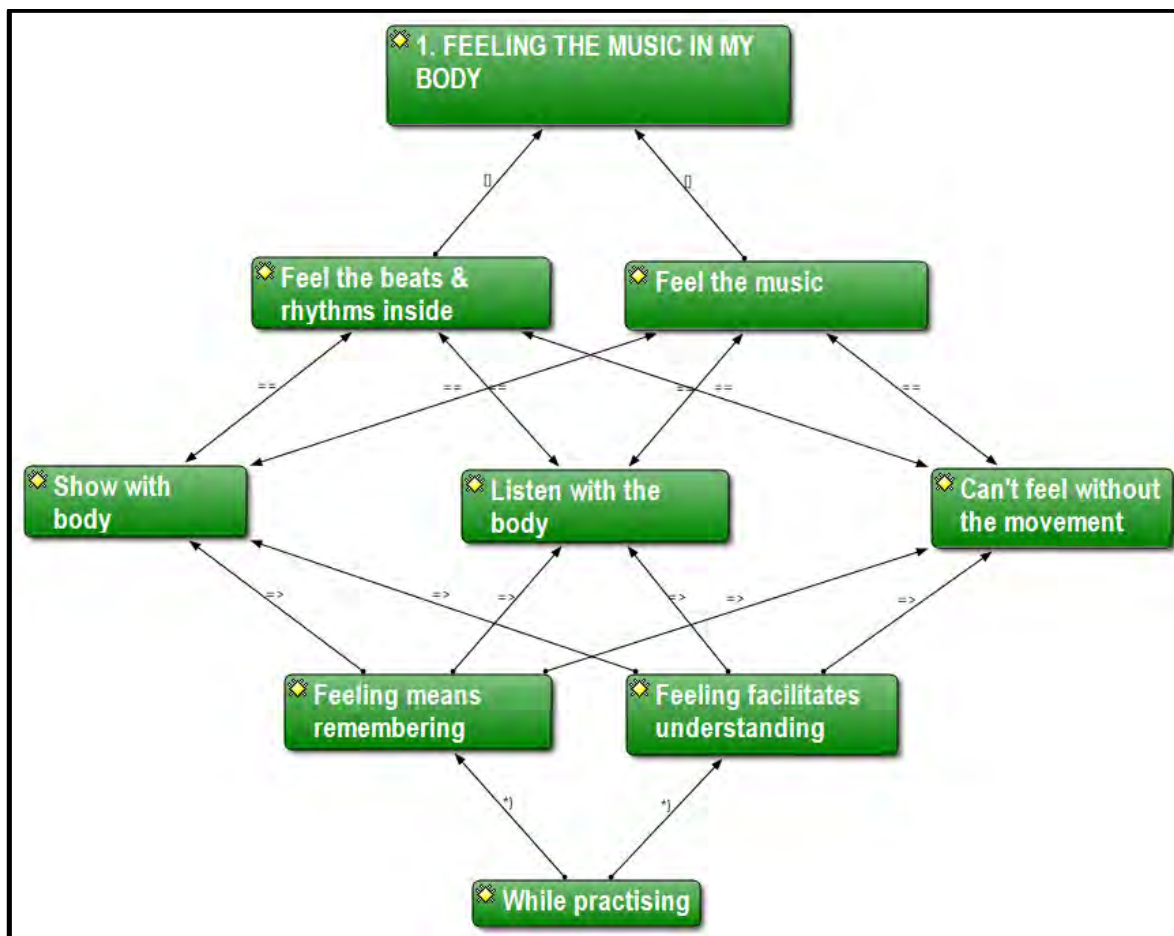 1. FEELING THE MUSIC IN MY
BODY
[]
[]
Feel the beats &
rhythms inside
Feel the music
==
==
==
==
==
==
Show with
body
Listen with the
body
Can't feel without
the movement
=>
=>
=>
=>
=>
=>
Feeling means
remembering
Feeling facilitates
understanding
*}
*}
While practising